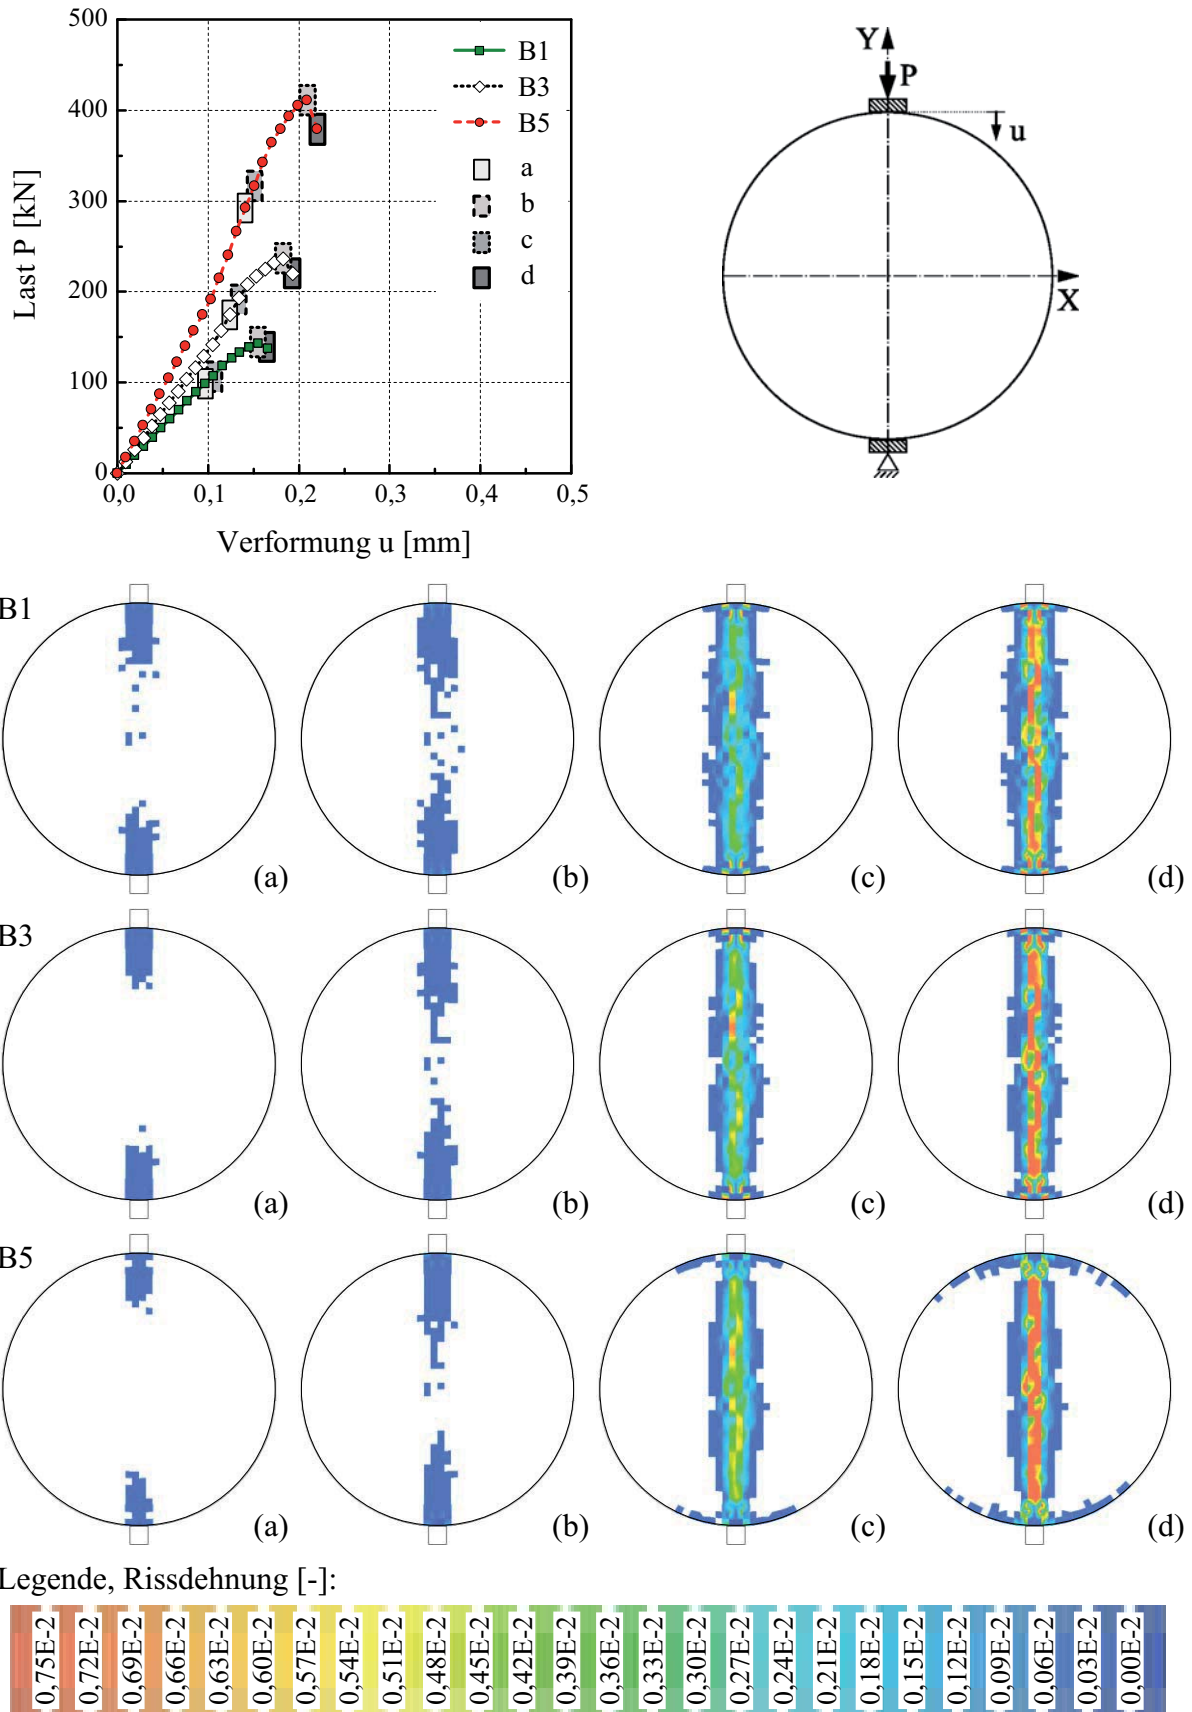 500
400
300
200
100
0
0,0 0,1 0,2 0,3 0,4 0,5
Last P [kN]
Verformung u [mm]
B1
B3
B5
a
b
c
d
Y
P
u
X
B1
(a) (b) (c) (d)
B3
(a) (b) (c) (d)
B5
(a) (b) (c) (d)
Legende, Rissdehnung [-]:
0,75E-2
0,72E-2
0,69E-2
0,66E-2
0,63E-2
0,60E-2
0,57E-2
0,54E-2
0,51E-2
0,48E-2
0,45E-2
0,42E-2
0,39E-2
0,36E-2
0,33E-2
0,30E-2
0,27E-2
0,24E-2
0,21E-2
0,18E-2
0,15E-2
0,12E-2
0,09E-2
0,06E-2
0,03E-2
0,00E-2